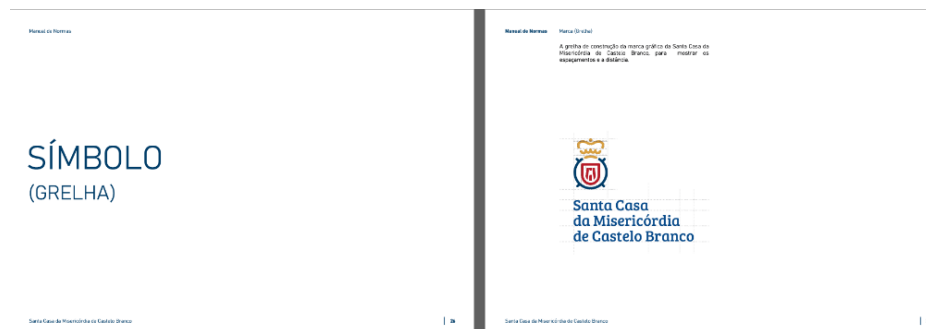 Manual de Normas
SÍMBOLO
(GRELHA)
Santa Casa da Misericórdia de Castelo Branco
26
Manual de Normas
Marca (Grelha)
A grelha de construção da marca gráfica da Santa Casa da
Misericórdia de Castelo Branco, para mostrar os
espaçamentos e a distância.
Santa Casa
da Misericórdia
de Castelo Branco
Santa Casa da Misericórdia de Castelo Branco